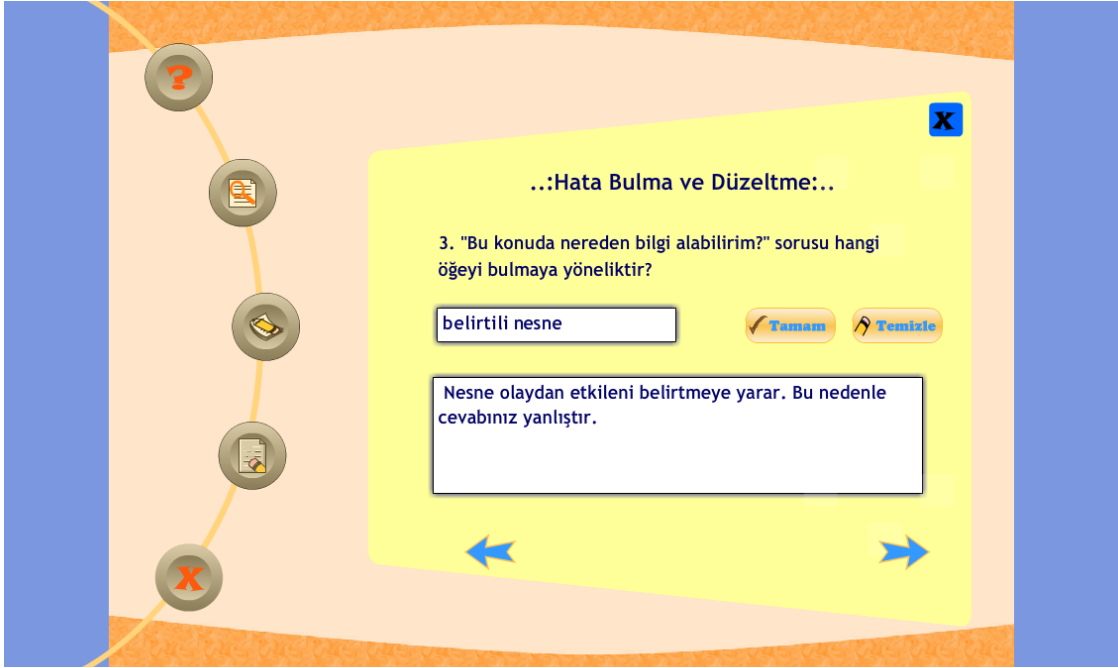 ?
X
..:Hata Bulma ve Düzeltme:..
3. "Bu konuda nereden bilgi alabilirim?" sorusu hangi
öğeyi bulmaya yöneliktir?
belirtili nesne
Tamam
Temizle
Nesne olaydan etkileni belirtmeye yarar. Bu nedenle
cevabınız yanlıştır.
X